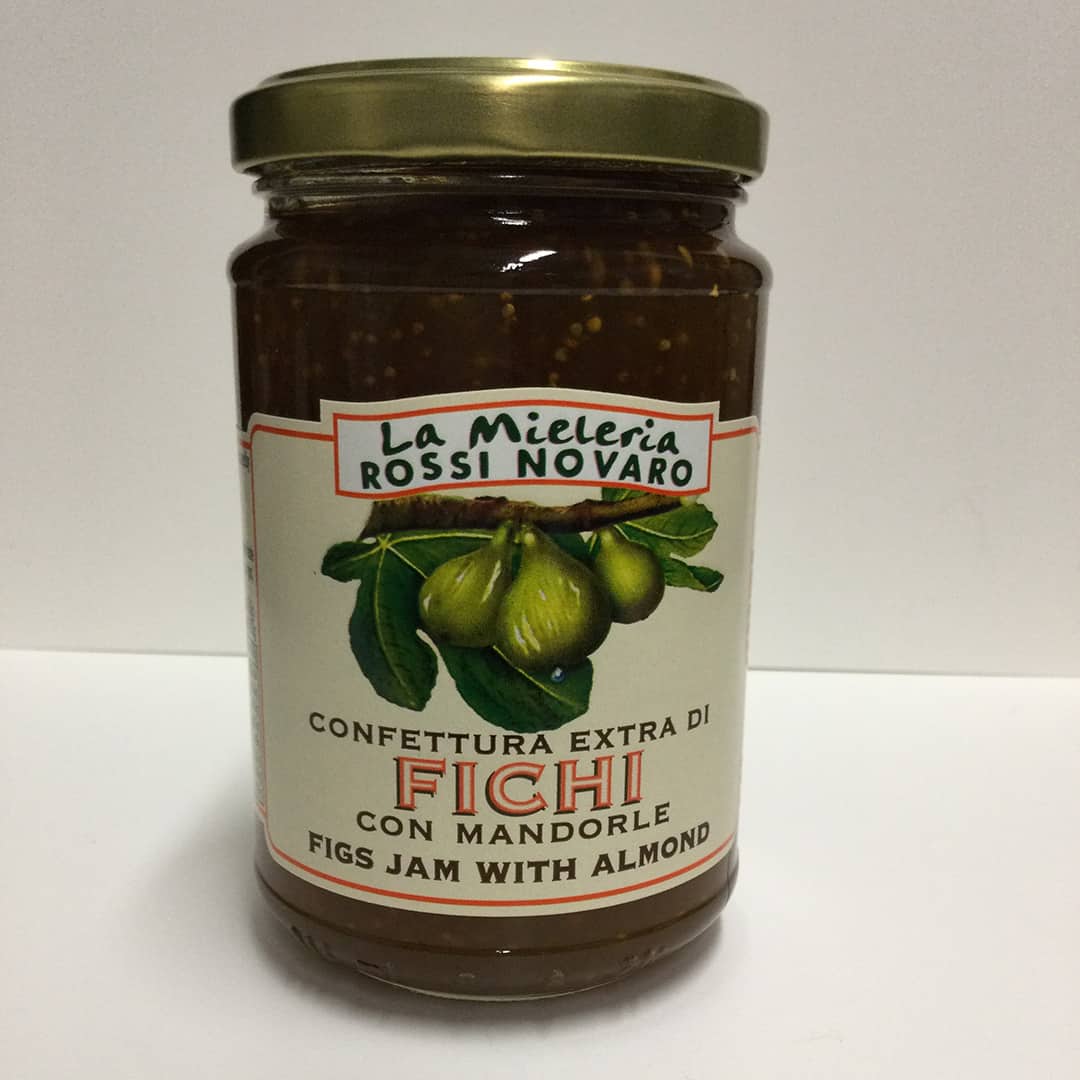 La Mieleria
ROSSI NOVARO
CONFETTURA EXTRA DI
FICHI
CON MANDORLE
FIGS JAM WITH ALMOND